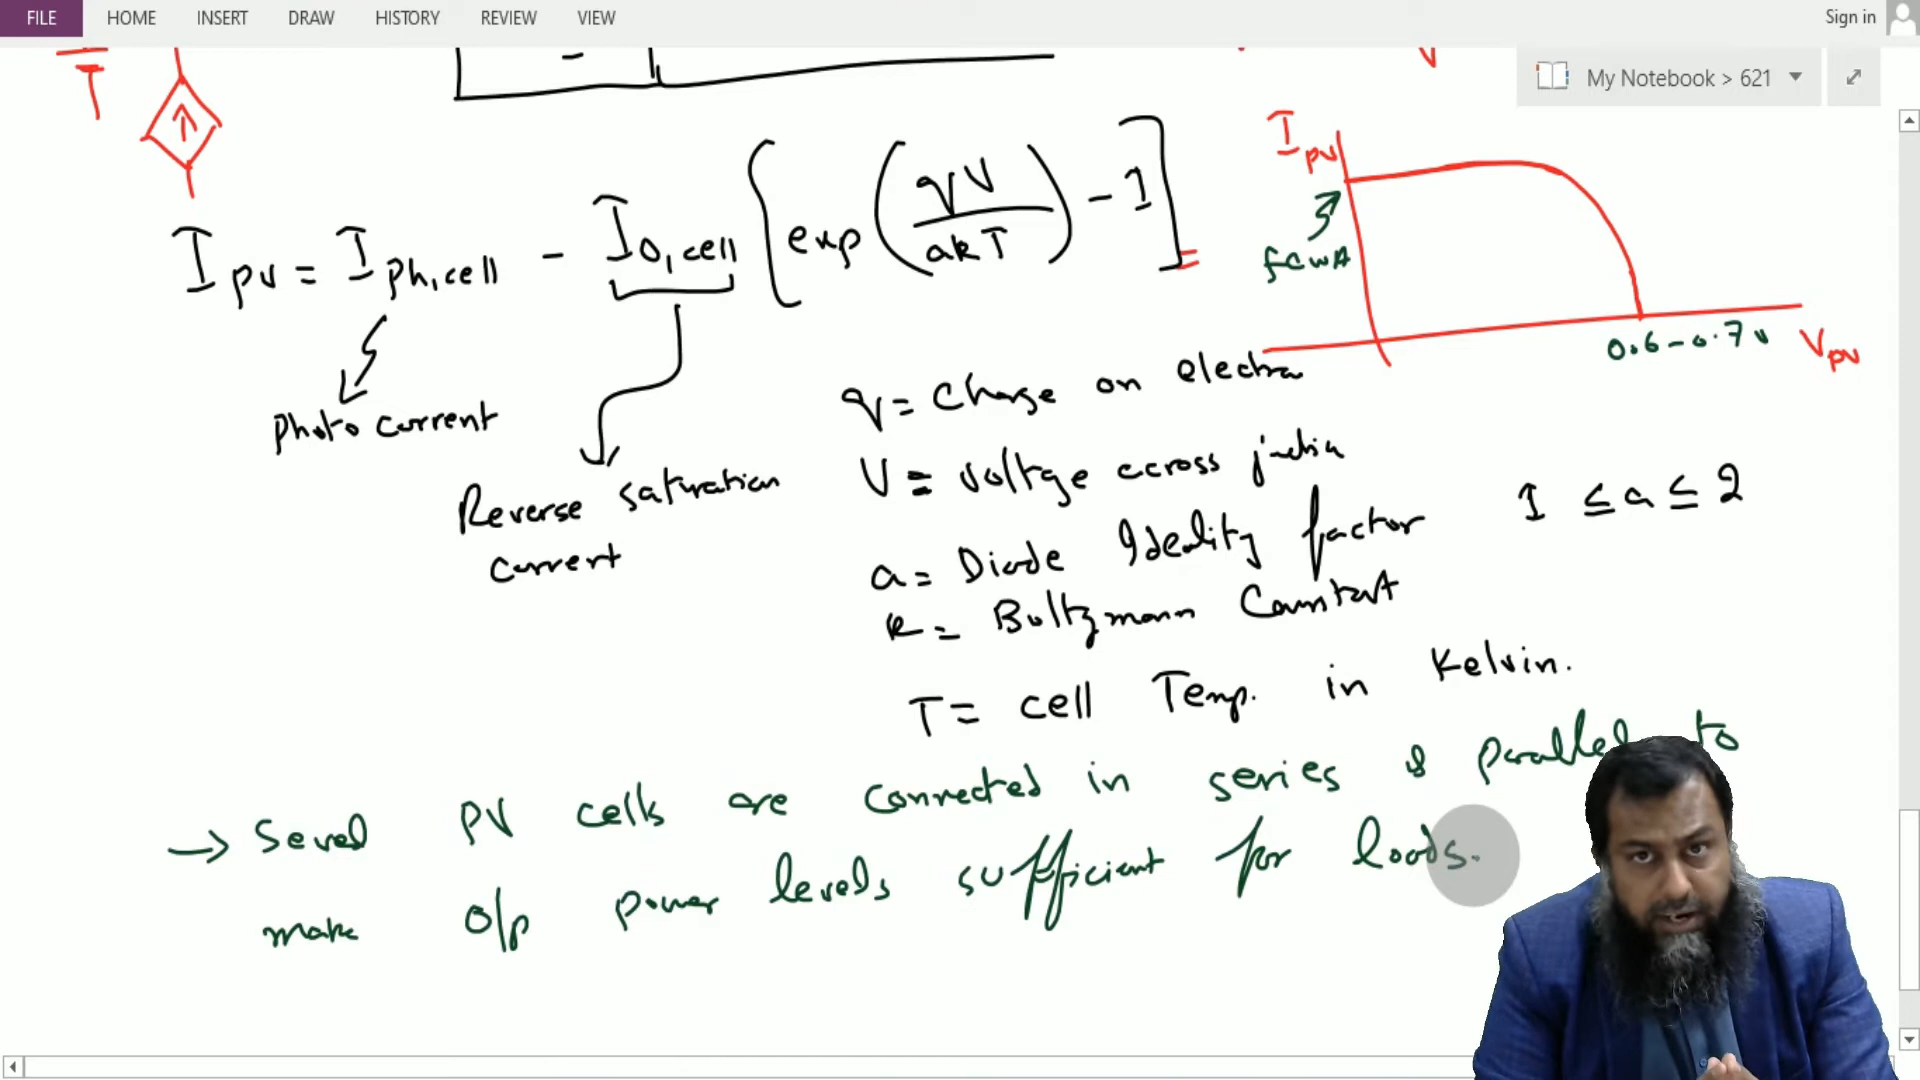 FILE HOME INSERT DRAW HISTORY REVIEW VIEW Sign in
My Notebook > 621
T
V
I_pv = I_ph,cell - I_0,cell [exp(qV/akT) - 1]
Photo current
Reverse saturation
current
I_pv
few A
0.6 - 0.7 v
V_pv
q = Charge on electron
V = Voltage across junction
a = Diode Ideality factor 1 ≤ a ≤ 2
k = Boltzmann Constant
T = cell Temp. in Kelvin.
→ Several PV cells are connected in series & parallel to
make o/p power levels sufficient for loads.